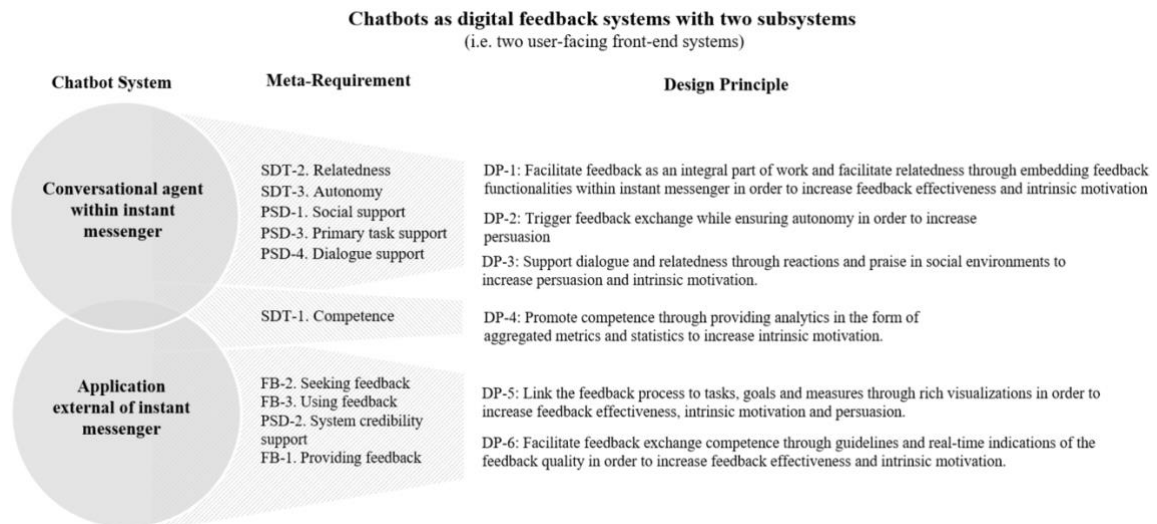 Chatbots as digital feedback systems with two subsystems
(i.e. two user-facing front-end systems)
Chatbot System
Meta-Requirement
Design Principle
Conversational agent
within instant
messenger
SDT-2. Relatedness
SDT-3. Autonomy
PSD-1. Social support
PSD-3. Primary task support
PSD-4. Dialogue support
DP-1: Facilitate feedback as an integral part of work and facilitate relatedness through embedding feedback
functionalities within instant messenger in order to increase feedback effectiveness and intrinsic motivation
DP-2: Trigger feedback exchange while ensuring autonomy in order to increase
persuasion
DP-3: Support dialogue and relatedness through reactions and praise in social environments to
increase persuasion and intrinsic motivation.
SDT-1. Competence
DP-4: Promote competence through providing analytics in the form of
aggregated metrics and statistics to increase intrinsic motivation.
Application
external of instant
messenger
FB-2. Seeking feedback
FB-3. Using feedback
PSD-2. System credibility
support
FB-1. Providing feedback
DP-5: Link the feedback process to tasks, goals and measures through rich visualizations in order to
increase feedback effectiveness, intrinsic motivation and persuasion.
DP-6: Facilitate feedback exchange competence through guidelines and real-time indications of the
feedback quality in order to increase feedback effectiveness and intrinsic motivation.